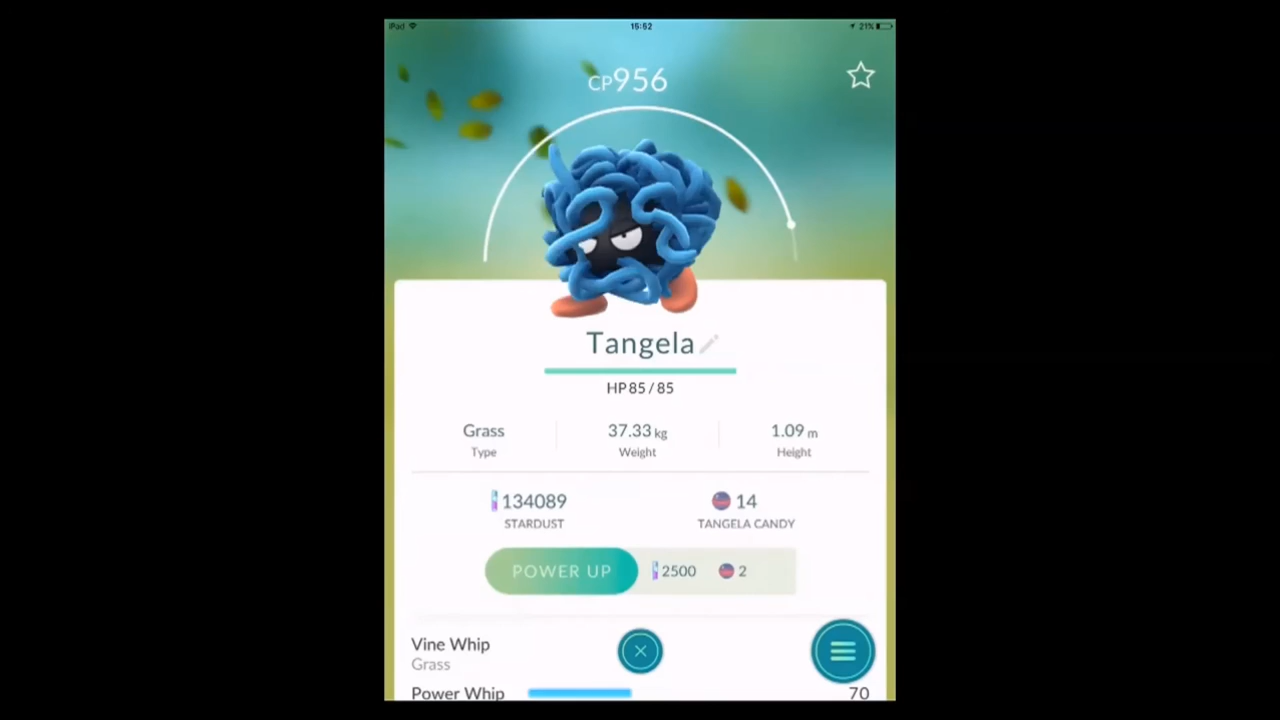 iPod 15:52 21%
CP956
Tangela
HP 85 / 85
Grass 37.33 kg 1.09 m
Type Weight Height
134089 14
STARDUST TANGELA CANDY
POWER UP 2500 2
Vine Whip
Grass
Power Whip 70